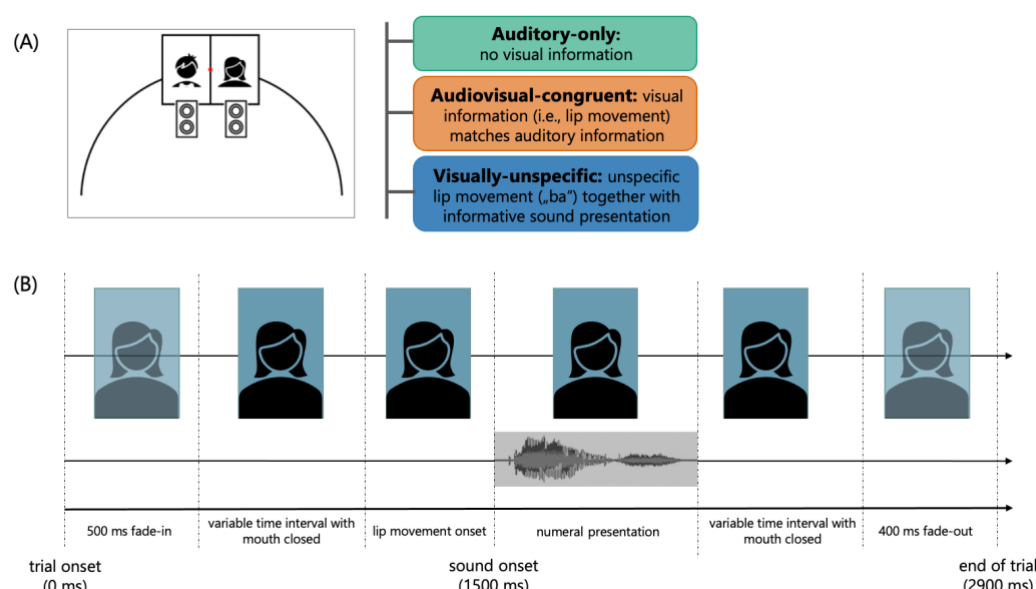 (A)
Auditory-only:
no visual information
Audiovisual-congruent: visual
information (i.e., lip movement)
matches auditory information
Visually-unspecific: unspecific
lip movement („ba“) together with
informative sound presentation
(B)
500 ms fade-in
variable time interval with
mouth closed
lip movement onset
numeral presentation
variable time interval with
mouth closed
400 ms fade-out
trial onset
(0 ms)
sound onset
(1500 ms)
end of trial
(2900 ms)